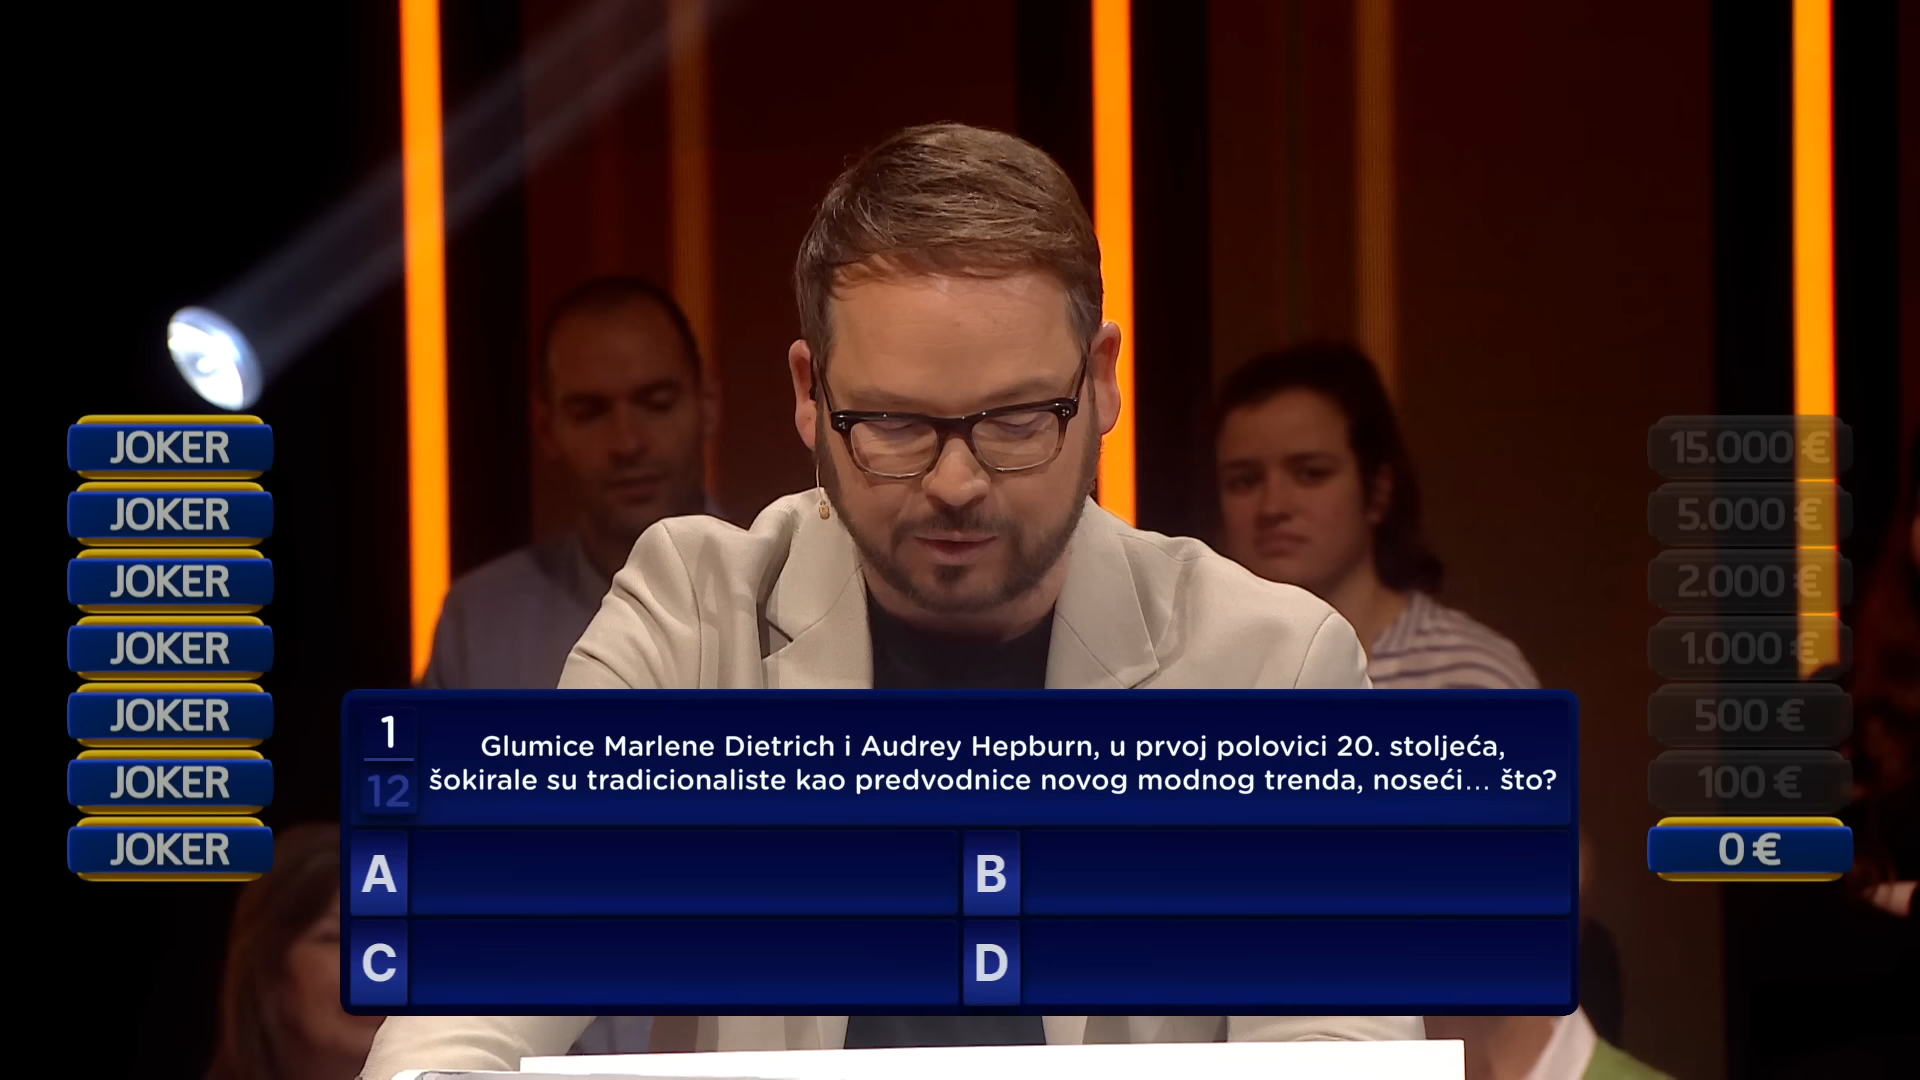 JOKER
JOKER
JOKER
JOKER
JOKER
JOKER
JOKER
15.000 €
5.000 €
2.000 €
1.000 €
500 €
100 €
0 €
1
12
Glumice Marlene Dietrich i Audrey Hepburn, u prvoj polovici 20. stoljeća,
šokirale su tradicionaliste kao predvodnice novog modnog trenda, noseći... što?
A
B
C
D